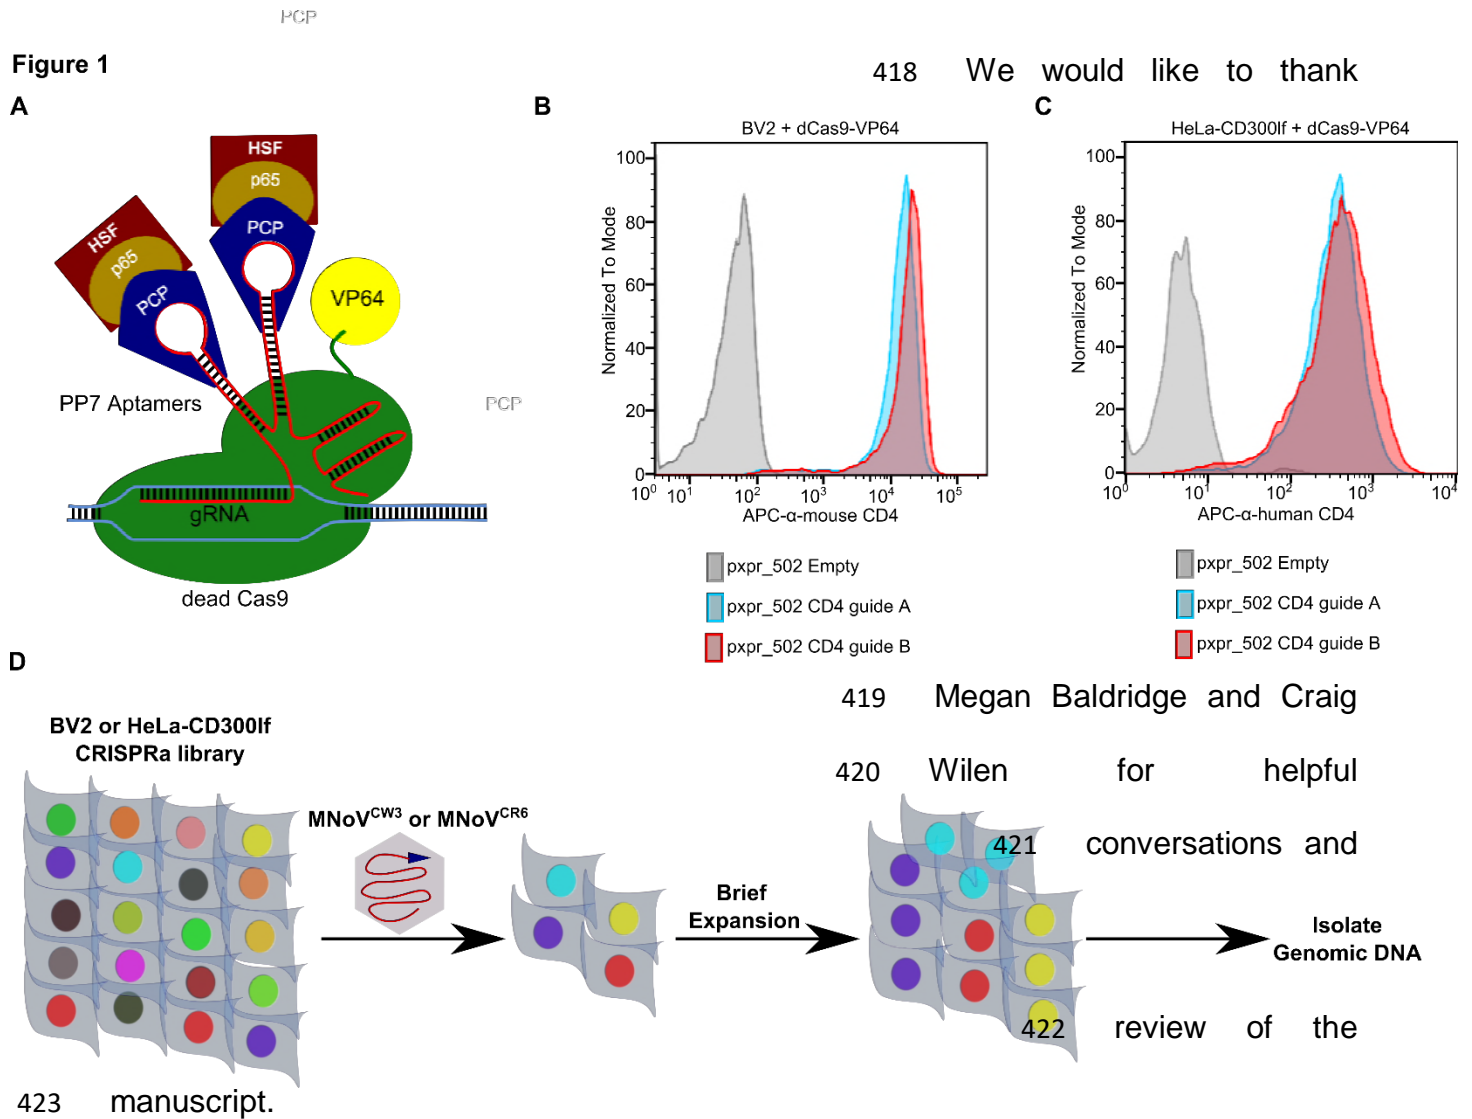 PCP
Figure 1
418 We would like to thank
A
B
C
HSF
p65
PCP
HSF
p65
PCP
VP64
PP7 Aptamers
PCP
gRNA
dead Cas9
BV2 + dCas9-VP64
Normalized To Mode
100
80
60
40
20
0
10^0 10^1 10^2 10^3 10^4 10^5
APC-α-mouse CD4
pxpr_502 Empty
pxpr_502 CD4 guide A
pxpr_502 CD4 guide B
HeLa-CD300lf + dCas9-VP64
Normalized To Mode
100
80
60
40
20
0
10^0 10^1 10^2 10^3 10^4
APC-α-human CD4
pxpr_502 Empty
pxpr_502 CD4 guide A
pxpr_502 CD4 guide B
D
419 Megan Baldridge and Craig
420 Wilen for helpful
421 conversations and
422 review of the
423 manuscript.
BV2 or HeLa-CD300lf
CRISPRa library
MNoV^CW3 or MNoV^CR6
Brief
Expansion
Isolate
Genomic DNA